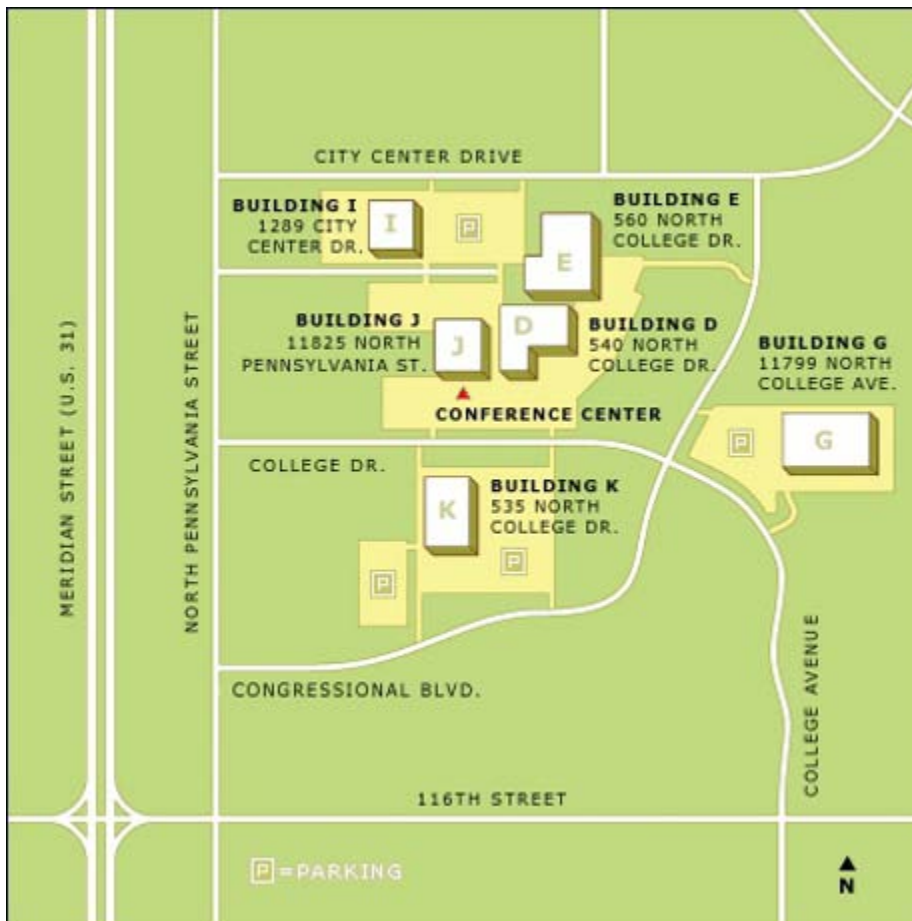 CITY CENTER DRIVE
BUILDING I
1289 CITY
CENTER DR.
I
P
BUILDING E
560 NORTH
COLLEGE DR.
E
BUILDING J
11825 NORTH
PENNSYLVANIA ST.
J
D
BUILDING D
540 NORTH
COLLEGE DR.
BUILDING G
11799 NORTH
COLLEGE AVE.
CONFERENCE CENTER
P
G
COLLEGE DR.
K
BUILDING K
535 NORTH
COLLEGE DR.
P
P
MERIDIAN STREET (U.S. 31)
NORTH PENNSYLVANIA STREET
CONGRESSIONAL BLVD.
COLLEGE AVENUE
116TH STREET
P=PARKING
N